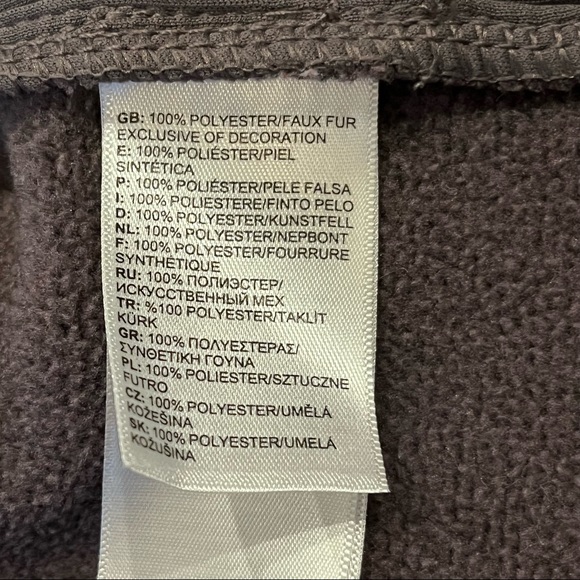 GB: 100% POLYESTER/FAUX FUR
EXCLUSIVE OF DECORATION
E: 100% POLIÉSTER/PIEL
SINTÉTICA
P: 100% POLIÉSTER/PELE FALSA
I: 100% POLIESTERE/FINTO PELO
D: 100% POLYESTER/KUNSTFELL
NL: 100% POLYESTER/NEPBONT
F: 100% POLYESTER/FOURRURE
SYNTHÉTIQUE
RU: 100% ПОЛИЭСТЕР/
ИСКУССТВЕННЫЙ МЕХ
TR: %100 POLYESTER/TAKLİT
KÜRK
GR: 100% ΠΟΛΥΕΣΤΕΡΑΣ/
ΣΥΝΘΕΤΙΚΗ ΓΟΥΝΑ
PL: 100% POLIESTER/SZTUCZNE
FUTRO
CZ: 100% POLYESTER/UMĚLÁ
KOŽEŠINA
SK: 100% POLYESTER/UMELÁ
KOŽUŠINA